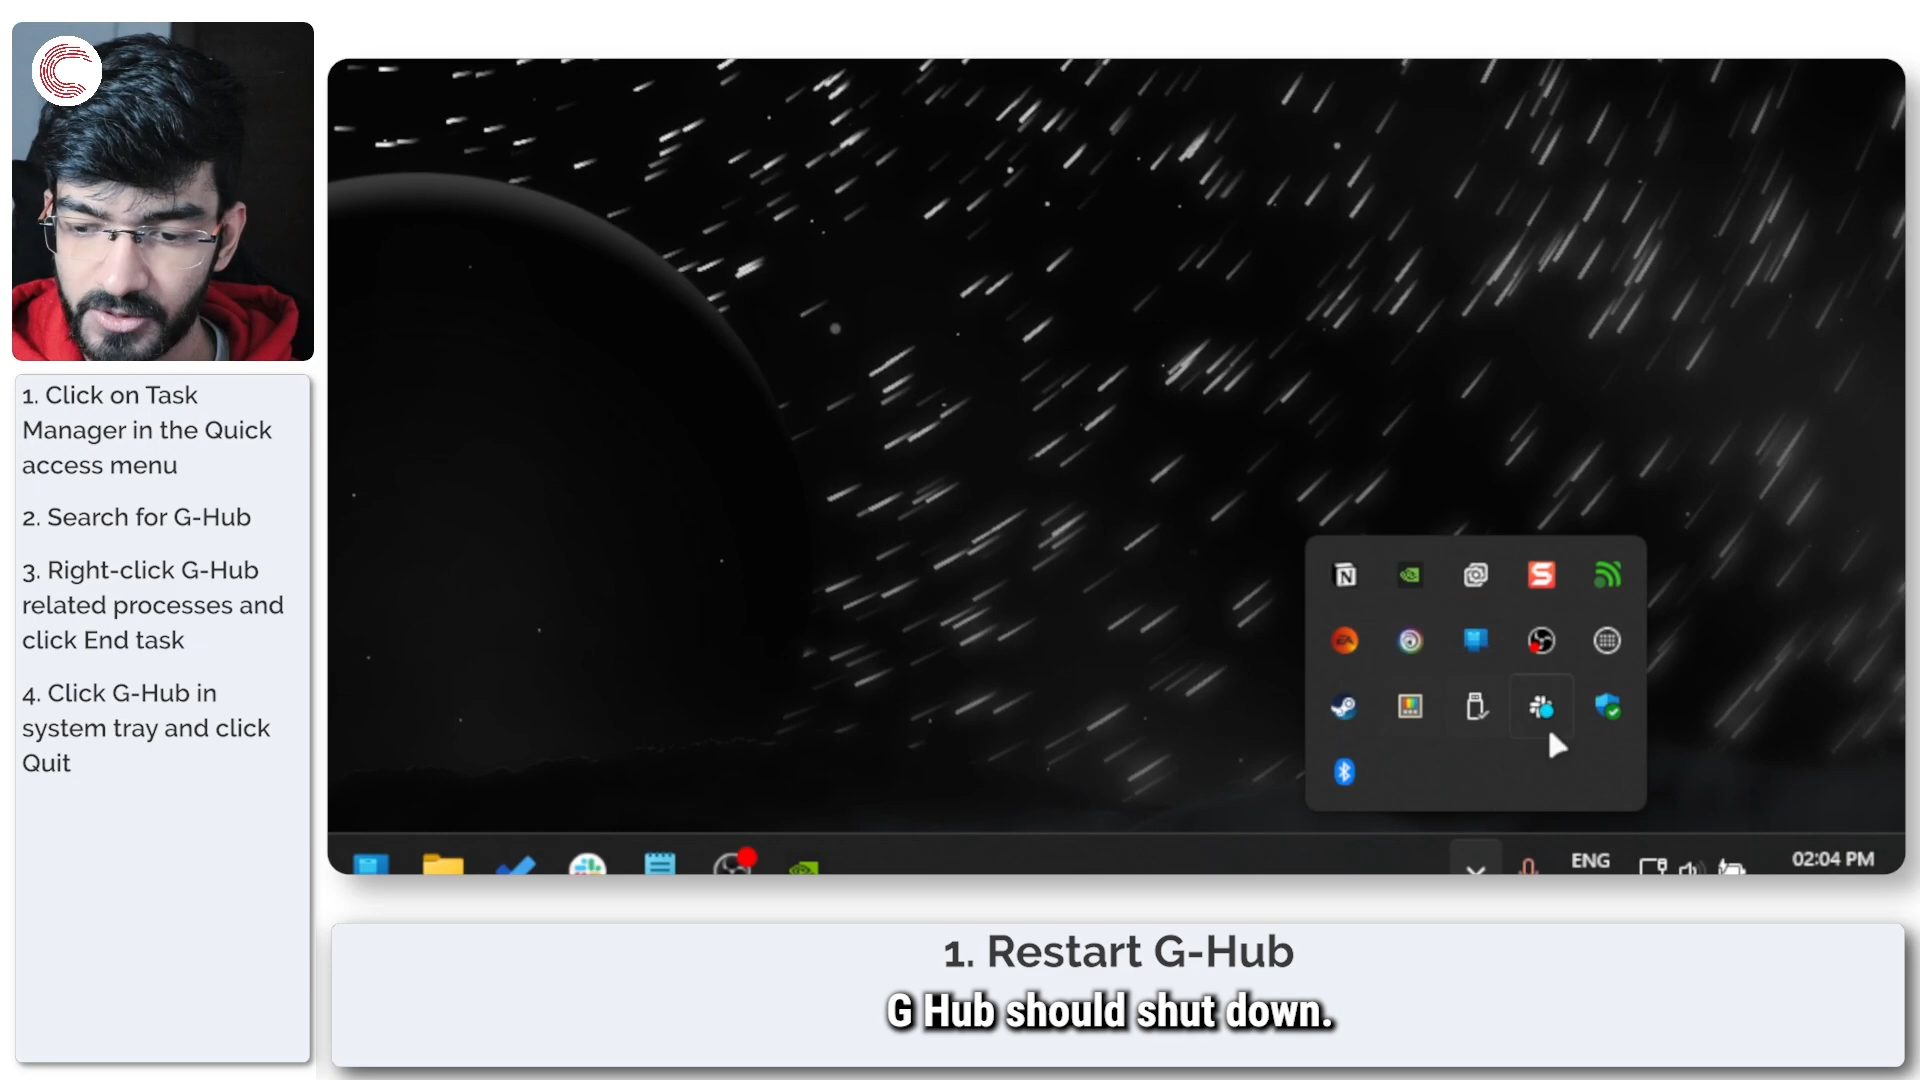 1. Click on Task
Manager in the Quick
access menu
2. Search for G-Hub
3. Right-click G-Hub
related processes and
click End task
4. Click G-Hub in
system tray and click
Quit
N
S
EA
ENG
02:04 PM
1. Restart G-Hub
G Hub should shut down.